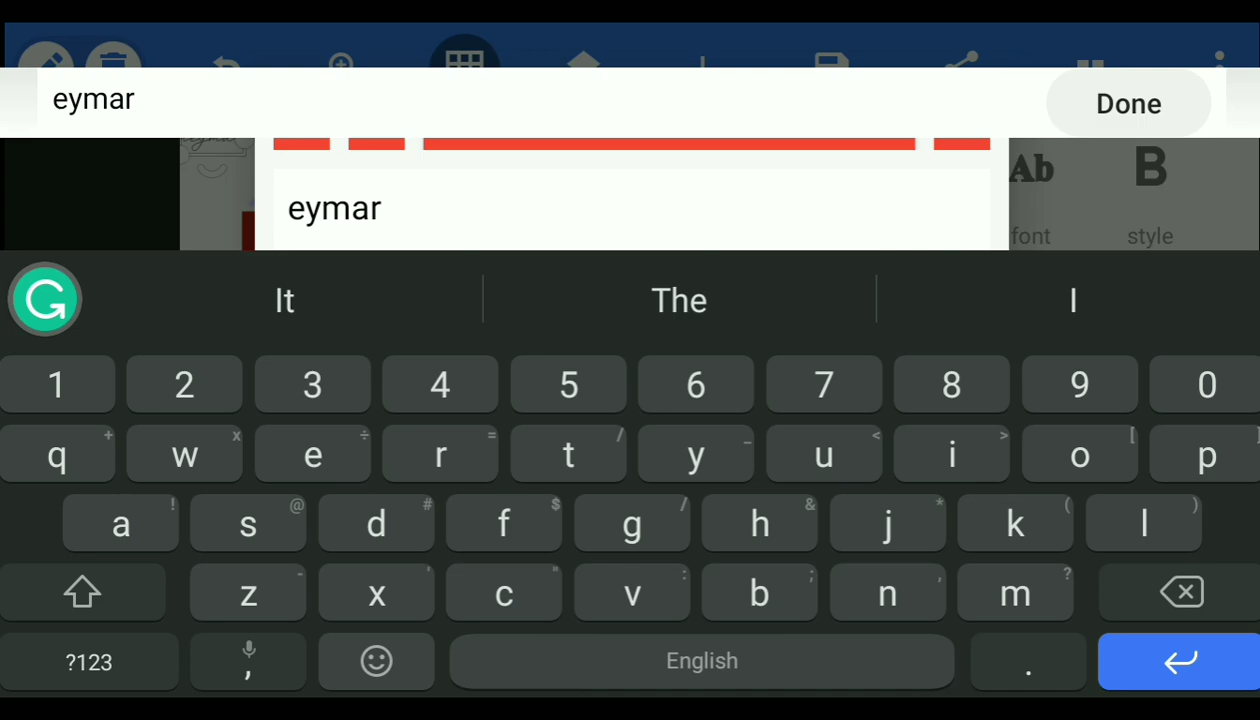 eymar
Done
eymar
Ab
B
font
style
It
The
I
1 2 3 4 5 6 7 8 9 0
q + w x e ÷ r = t / y _ u < i > o [ p ]
a ! s @ d # f $ g / h & j * k ( l )
z - x ' c " v : b ; n , m ?
?123 , English .